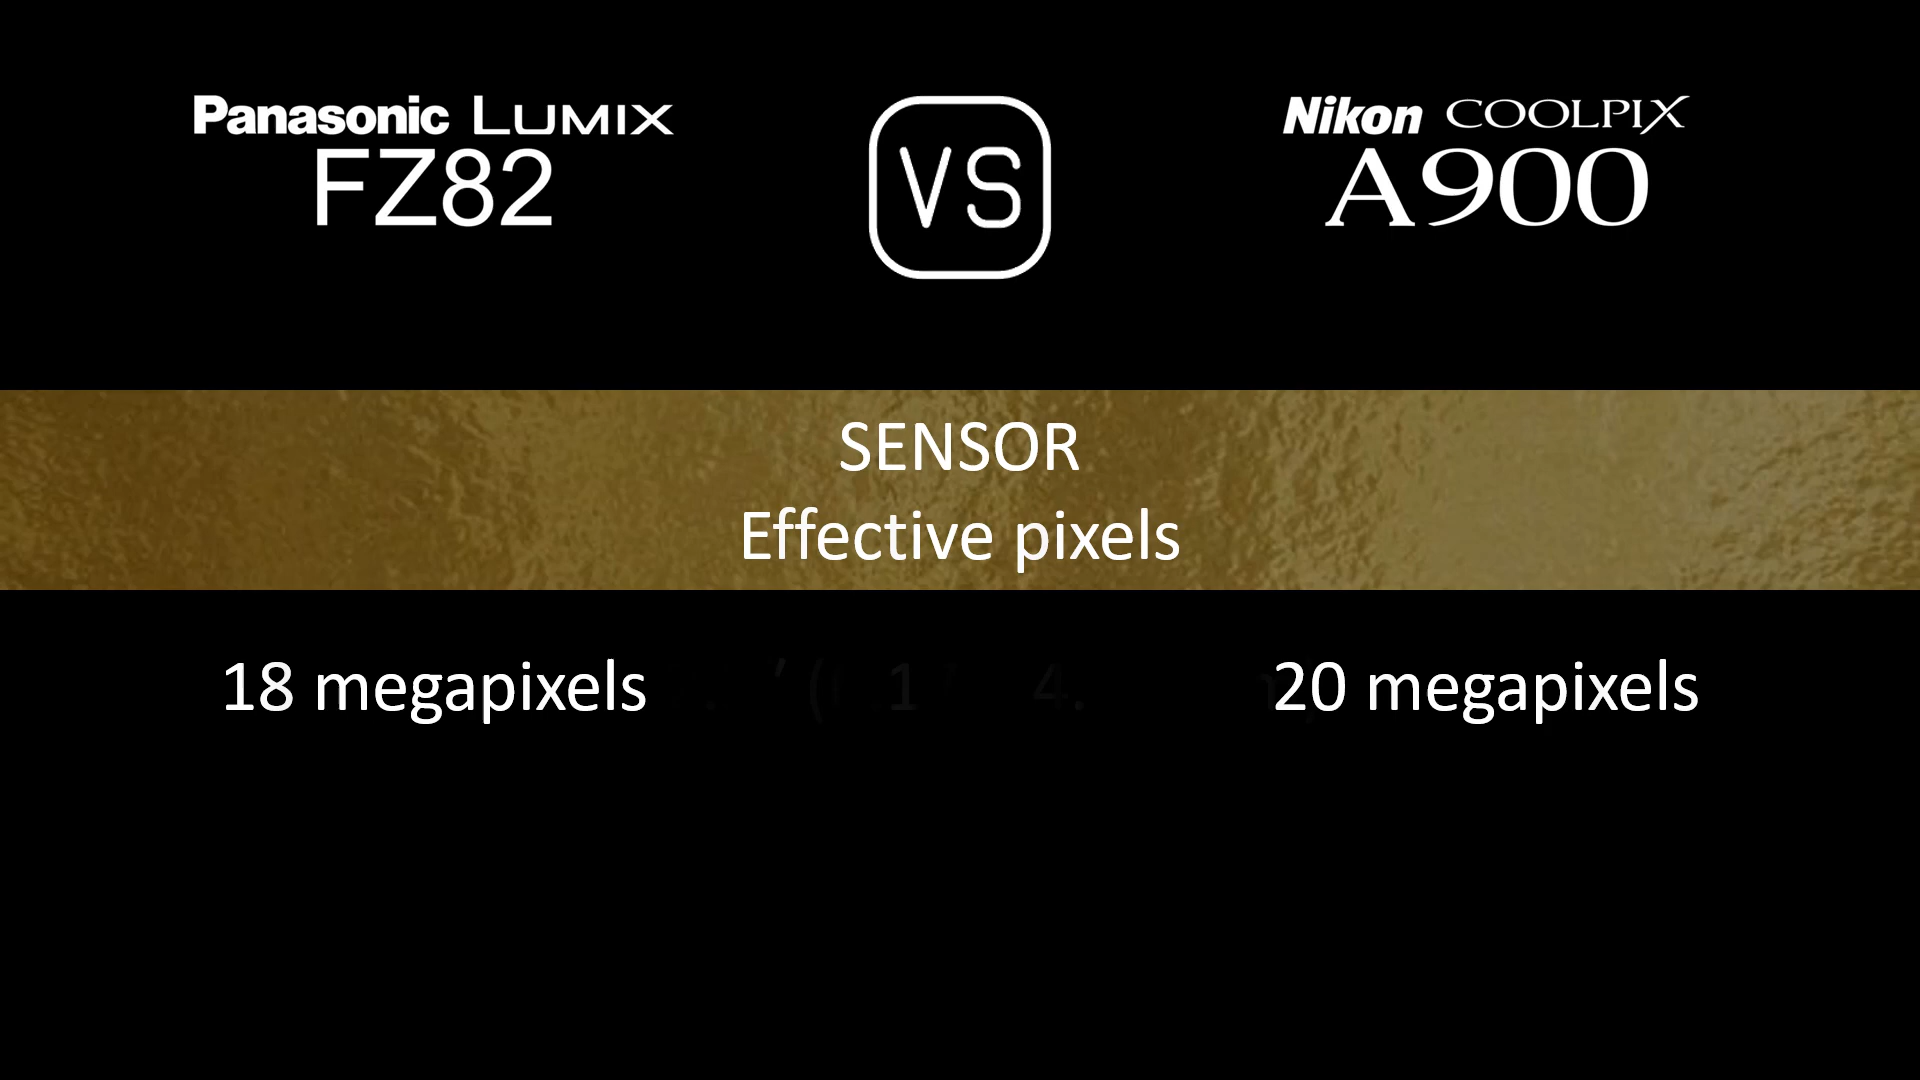 Panasonic LUMIX
FZ82
VS
Nikon COOLPIX
A900
SENSOR
Effective pixels
18 megapixels
20 megapixels